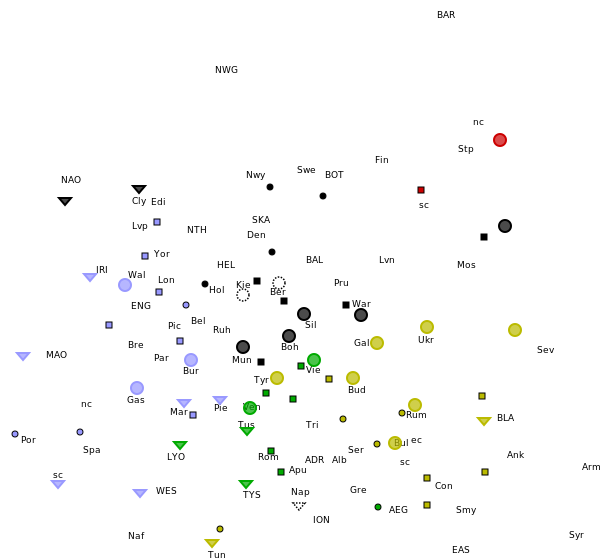 BAR
NWG
nc
Stp
Fin
Swe
BOT
Nwy
NAO
Cly
Edi
sc
SKA
Lvp
NTH
Den
Yor
HEL
BAL
Lvn
Mos
IRI
Wal
Lon
Hol
Kie
Ber
Pru
ENG
War
Pic
Bel
Ruh
Sil
Bre
Par
Mun
Boh
Gal
Ukr
Sev
MAO
Bur
Tyr
Vie
Bud
Gas
nc
Mar
Pie
Ven
Rum
BLA
Por
Spa
Tus
Tri
Bul
ec
Ser
sc
LYO
Rom
Apu
ADR
Alb
Ank
Arm
sc
WES
TYS
Nap
Gre
Con
AEG
Smy
ION
Naf
Tun
EAS
Syr